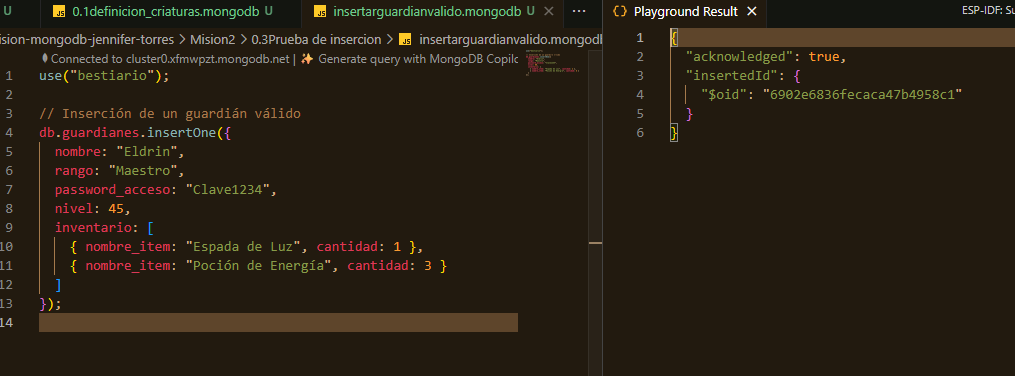 U
JS 0.1definicion_criaturas.mongodb U
JS insertarguardianvalido.mongodb U
Playground Result
ESP-IDF: Su
ision-mongodb-jennifer-torres > Mision2 > 0.3Prueba de insercion > JS insertarguardianvalido.mongodb
Connected to cluster0.xfmwpzt.mongodb.net | Generate query with MongoDB Copilo
1 use("bestiario");
2
3 // Inserción de un guardián válido
4 db.guardianes.insertOne({
5 nombre: "Eldrin",
6 rango: "Maestro",
7 password_acceso: "Clave1234",
8 nivel: 45,
9 inventario: [
10 { nombre_item: "Espada de Luz", cantidad: 1 },
11 { nombre_item: "Poción de Energía", cantidad: 3 }
12 ]
13 });
14
1 {
2 "acknowledged": true,
3 "insertedId": {
4 "$oid": "6902e6836fecaca47b4958c1"
5 }
6 }